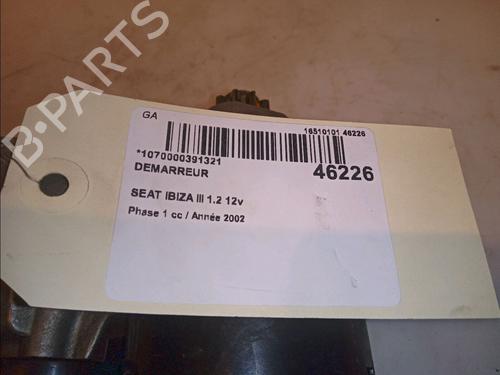 GA
16510101 46226
*1070000391321
46226
DEMARREUR
SEAT IBIZA III 1.2 12v
Phase 1 cc / Année 2002
B-PARTS